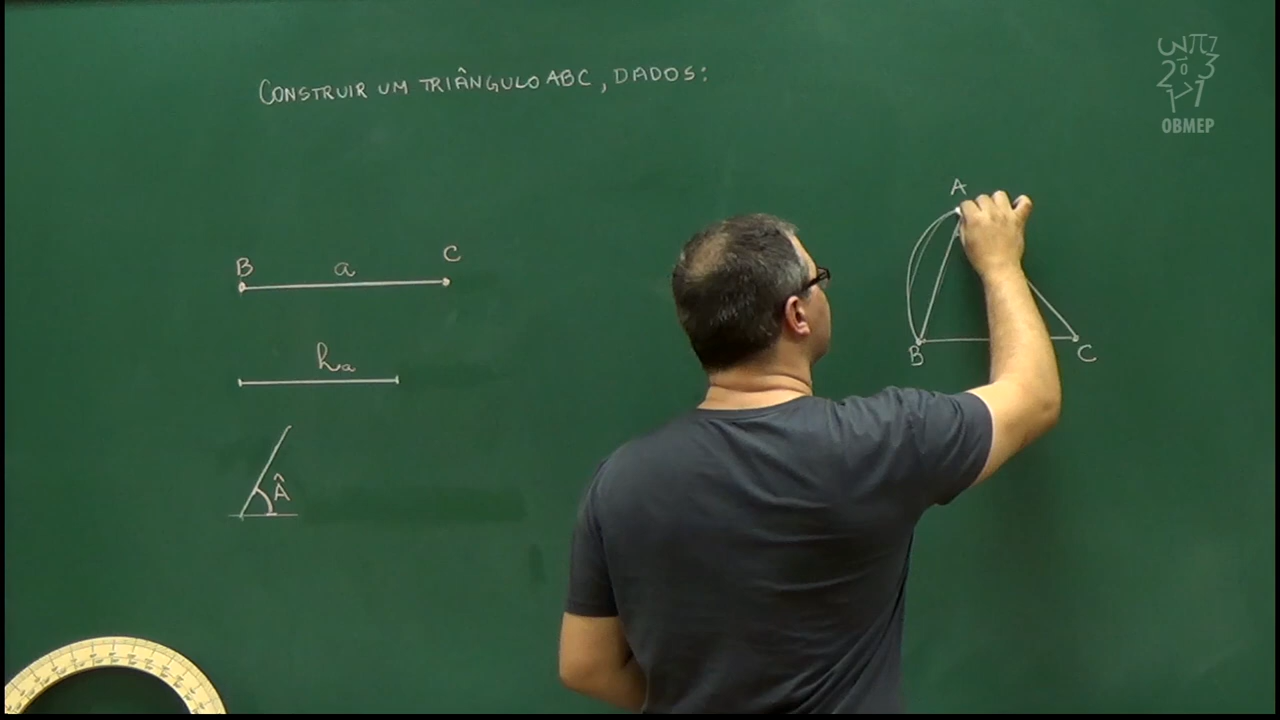 CONSTRUIR UM TRIÂNGULO ABC, DADOS:
B a C
hₐ
Â
A
B C
OBMEP